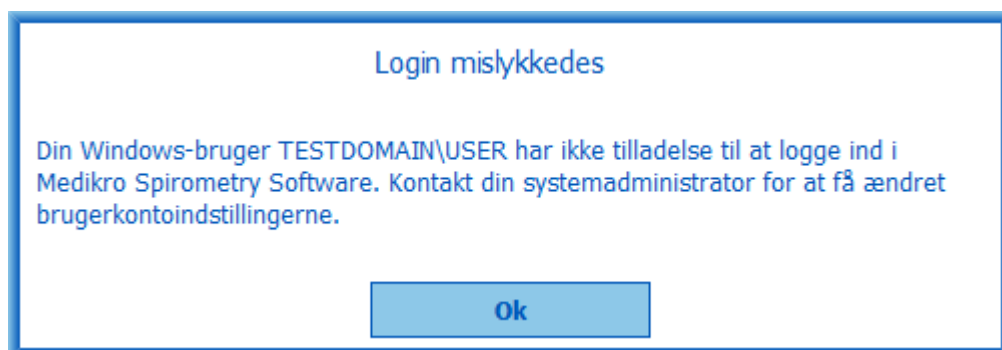 Login mislykkedes
Din Windows-bruger TESTDOMAIN\USER har ikke tilladelse til at logge ind i
Medikro Spirometry Software. Kontakt din systemadministrator for at få ændret
brugerkontoindstillingerne.
Ok